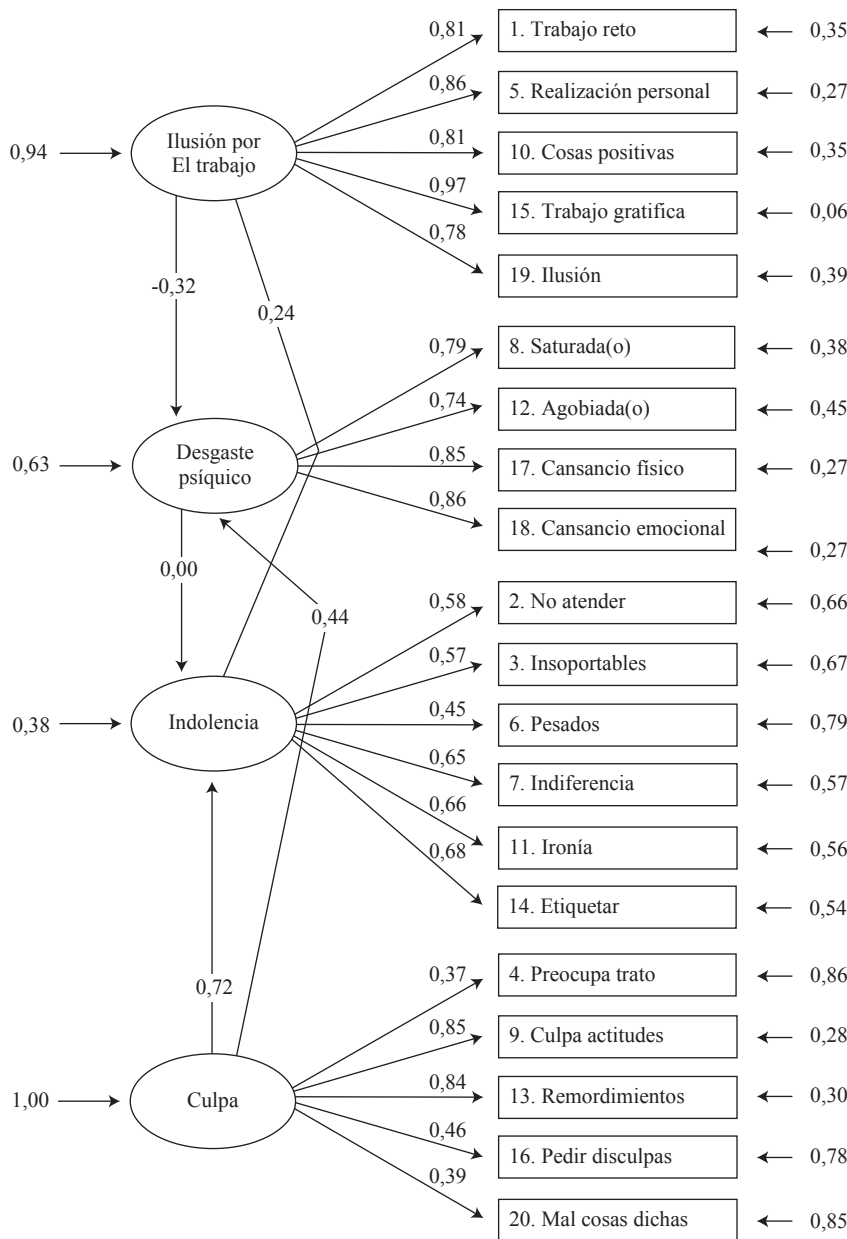 0,81
1. Trabajo reto
0,35
0,86
5. Realización personal
0,27
0,94
Ilusión por
El trabajo
0,81
10. Cosas positivas
0,35
0,97
15. Trabajo gratifica
0,06
0,78
19. Ilusión
0,39
-0,32
0,24
0,79
8. Saturada(o)
0,38
0,74
12. Agobiada(o)
0,45
0,63
Desgaste
psíquico
0,85
17. Cansancio físico
0,27
0,86
18. Cansancio emocional
0,27
0,00
0,44
0,58
2. No atender
0,66
0,57
3. Insoportables
0,67
0,38
Indolencia
0,45
6. Pesados
0,79
0,65
7. Indiferencia
0,57
0,66
11. Ironía
0,56
0,68
14. Etiquetar
0,54
0,72
0,37
4. Preocupa trato
0,86
0,85
9. Culpa actitudes
0,28
1,00
Culpa
0,84
13. Remordimientos
0,30
0,46
16. Pedir disculpas
0,78
0,39
20. Mal cosas dichas
0,85